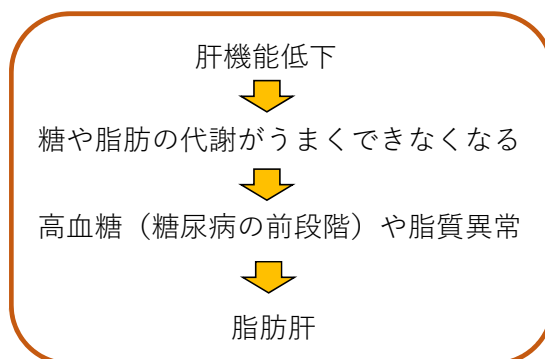 肝機能低下
糖や脂肪の代謝がうまくできなくなる
高血糖（糖尿病の前段階）や脂質異常
脂肪肝